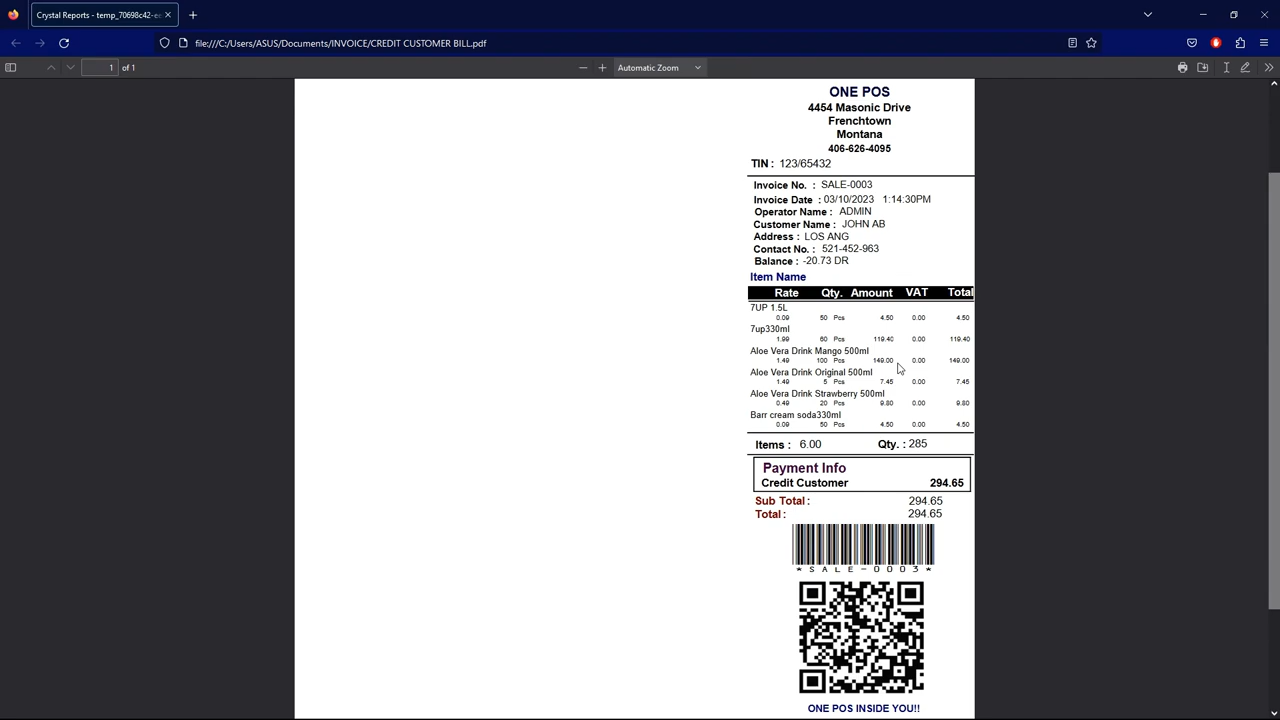 Crystal Reports - temp_70698c42-ee
file:///C:/Users/ASUS/Documents/INVOICE/CREDIT CUSTOMER BILL.pdf
1 of 1
Automatic Zoom
ONE POS
4454 Masonic Drive
Frenchtown
Montana
406-626-4095
TIN : 123/65432
Invoice No. : SALE-0003
Invoice Date : 03/10/2023 1:14:30PM
Operator Name : ADMIN
Customer Name : JOHN AB
Address : LOS ANG
Contact No. : 521-452-963
Balance : -20.73 DR
Item Name
Rate Qty. Amount VAT Total
7UP 1.5L
0.09 50 Pcs 4.50 0.00 4.50
7up330ml
1.99 60 Pcs 119.40 0.00 119.40
Aloe Vera Drink Mango 500ml
1.49 100 Pcs 149.00 0.00 149.00
Aloe Vera Drink Original 500ml
1.49 5 Pcs 7.45 0.00 7.45
Aloe Vera Drink Strawberry 500ml
0.49 20 Pcs 9.80 0.00 9.80
Barr cream soda330ml
0.09 50 Pcs 4.50 0.00 4.50
Items : 6.00 Qty. : 285
Payment Info
Credit Customer 294.65
Sub Total : 294.65
Total : 294.65
*SALE-0003*
ONE POS INSIDE YOU!!